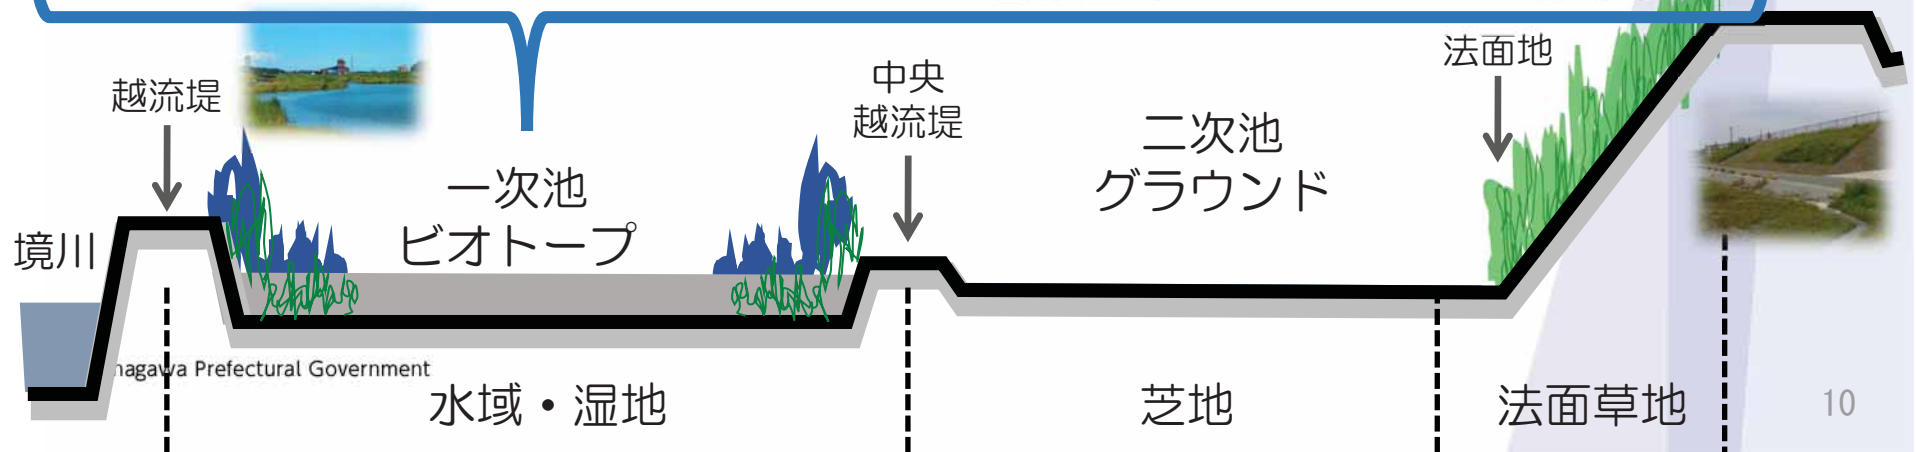 越流堤
中央
越流堤
法面地
一次池
ビオトープ
二次池
グラウンド
境川
nagawa Prefectural Government
水域・湿地
芝地
法面草地
10